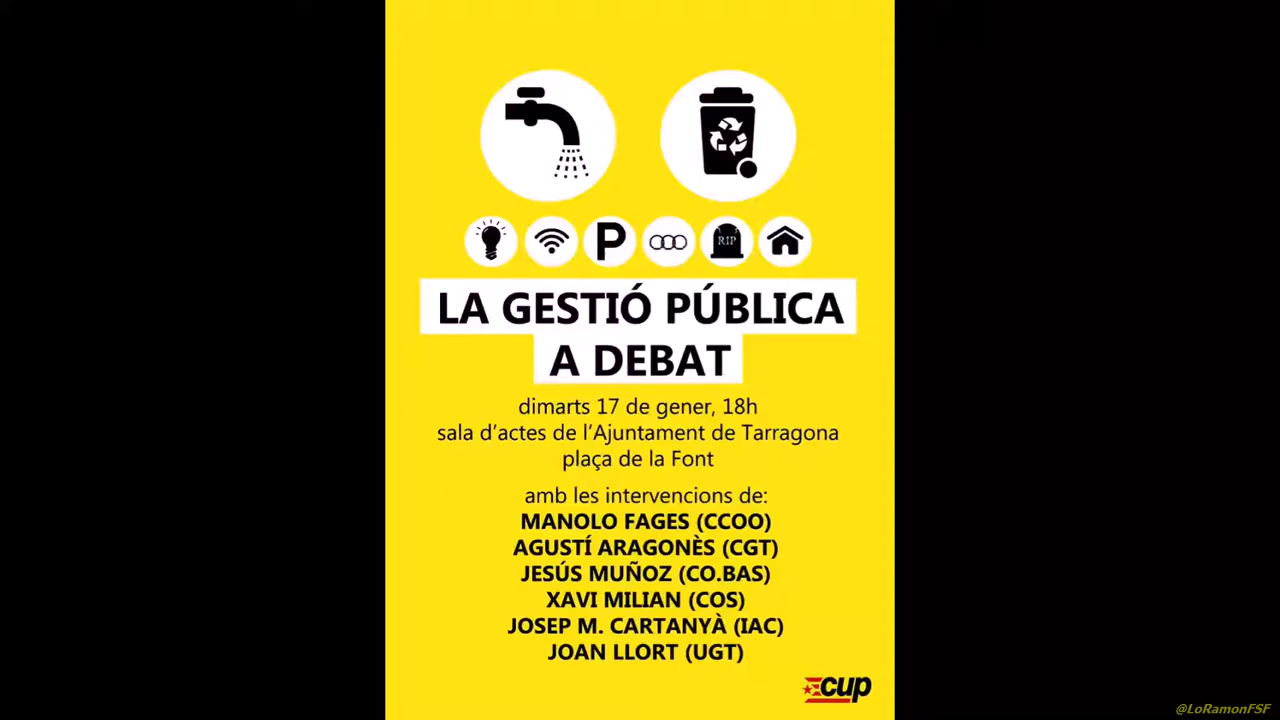 P
RIP
LA GESTIÓ PÚBLICA
A DEBAT
dimarts 17 de gener, 18h
sala d’actes de l’Ajuntament de Tarragona
plaça de la Font
amb les intervencions de:
MANOLO FAGES (CCOO)
AGUSTÍ ARAGONÈS (CGT)
JESÚS MUÑOZ (CO.BAS)
XAVI MILIAN (COS)
JOSEP M. CARTANYÀ (IAC)
JOAN LLORT (UGT)
cup
@LoRamonFSF